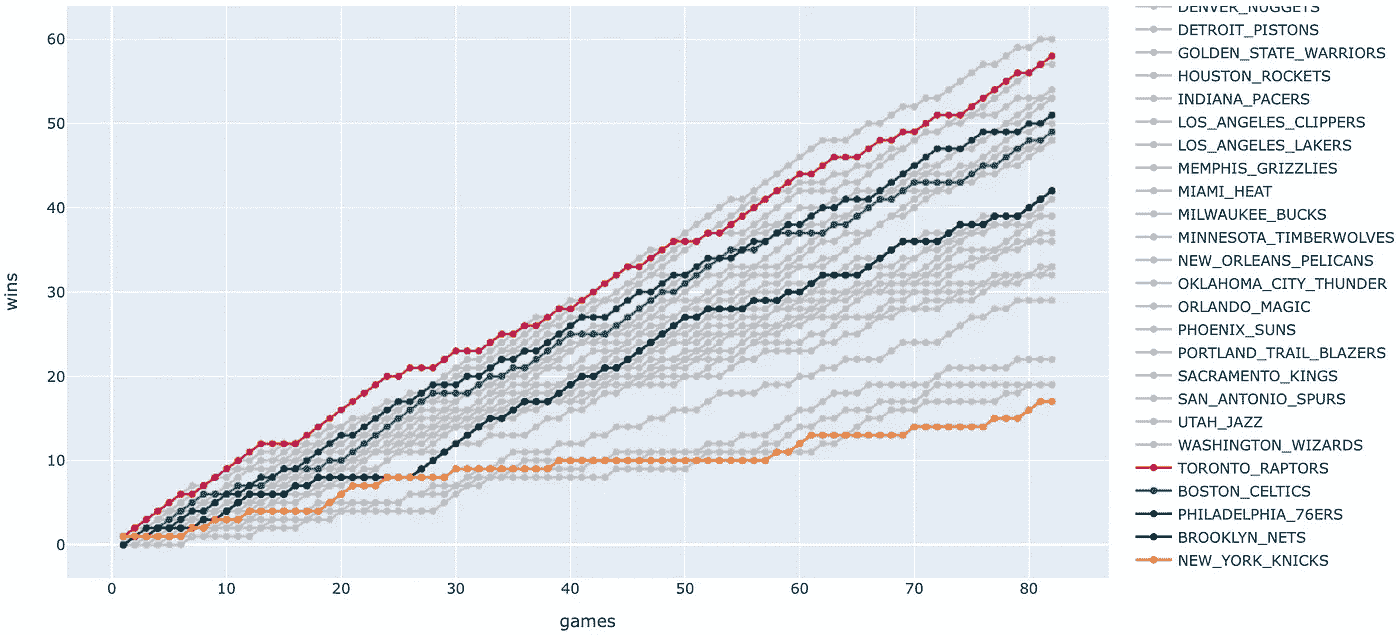 60
50
40
30
20
10
0
wins
0 10 20 30 40 50 60 70 80
games
DENVER_NUGGETS
DETROIT_PISTONS
GOLDEN_STATE_WARRIORS
HOUSTON_ROCKETS
INDIANA_PACERS
LOS_ANGELES_CLIPPERS
LOS_ANGELES_LAKERS
MEMPHIS_GRIZZLIES
MIAMI_HEAT
MILWAUKEE_BUCKS
MINNESOTA_TIMBERWOLVES
NEW_ORLEANS_PELICANS
OKLAHOMA_CITY_THUNDER
ORLANDO_MAGIC
PHOENIX_SUNS
PORTLAND_TRAIL_BLAZERS
SACRAMENTO_KINGS
SAN_ANTONIO_SPURS
UTAH_JAZZ
WASHINGTON_WIZARDS
TORONTO_RAPTORS
BOSTON_CELTICS
PHILADELPHIA_76ERS
BROOKLYN_NETS
NEW_YORK_KNICKS